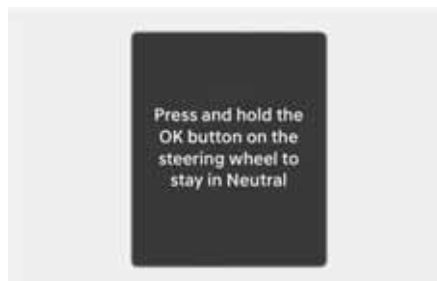 Press and hold the
OK button on the
steering wheel to
stay in Neutral